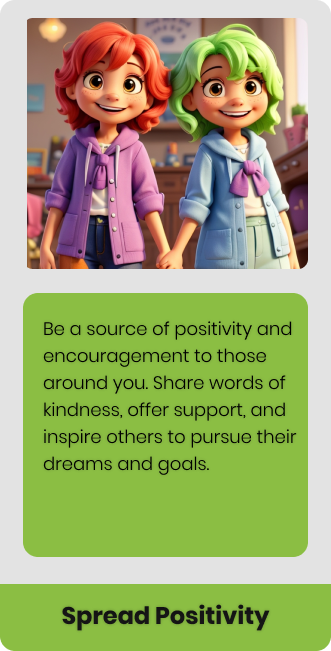 Be a source of positivity and
encouragement to those
around you. Share words of
kindness, offer support, and
inspire others to pursue their
dreams and goals.
Spread Positivity